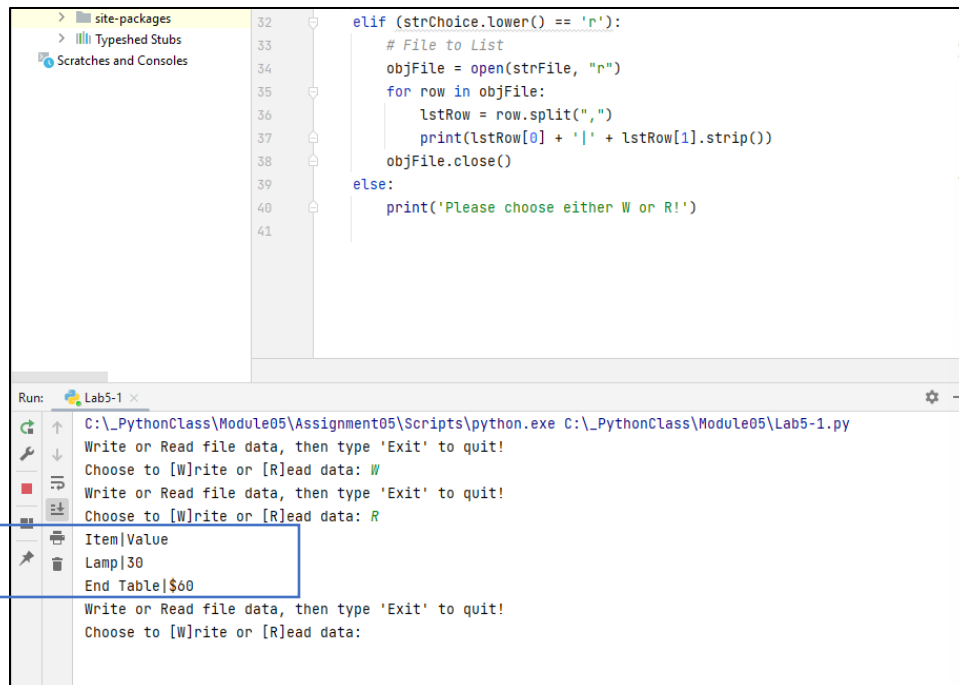 site-packages
Typeshed Stubs
Scratches and Consoles
32 elif (strChoice.lower() == 'r'):
33 # File to List
34 objFile = open(strFile, "r")
35 for row in objFile:
36 lstRow = row.split(",")
37 print(lstRow[0] + '|' + lstRow[1].strip())
38 objFile.close()
39 else:
40 print('Please choose either W or R!')
41
Run: Lab5-1
C:\_PythonClass\Module05\Assignment05\Scripts\python.exe C:\_PythonClass\Module05\Lab5-1.py
Write or Read file data, then type 'Exit' to quit!
Choose to [W]rite or [R]ead data: W
Write or Read file data, then type 'Exit' to quit!
Choose to [W]rite or [R]ead data: R
Item|Value
Lamp|30
End Table|$60
Write or Read file data, then type 'Exit' to quit!
Choose to [W]rite or [R]ead data: